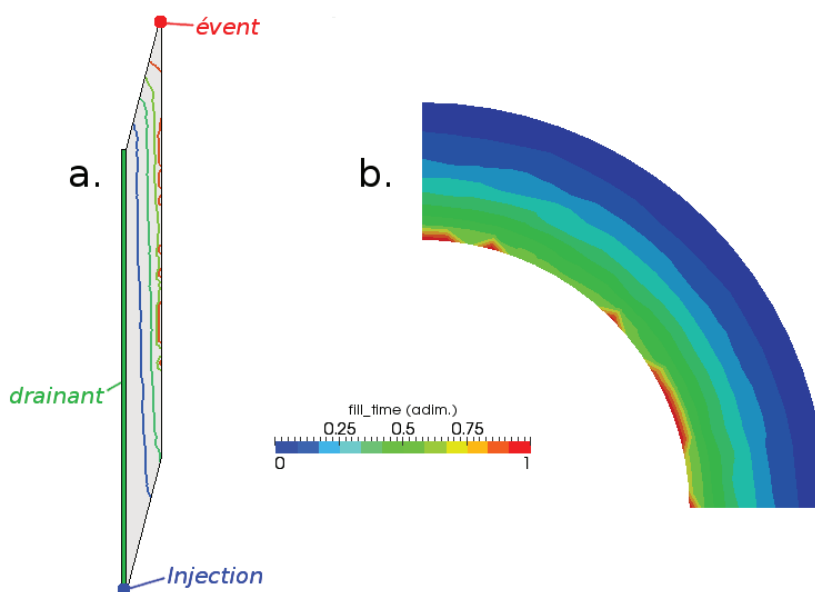 évent
a.
b.
drainant
fill_time (adim.)
0.25 0.5 0.75
0 1
Injection